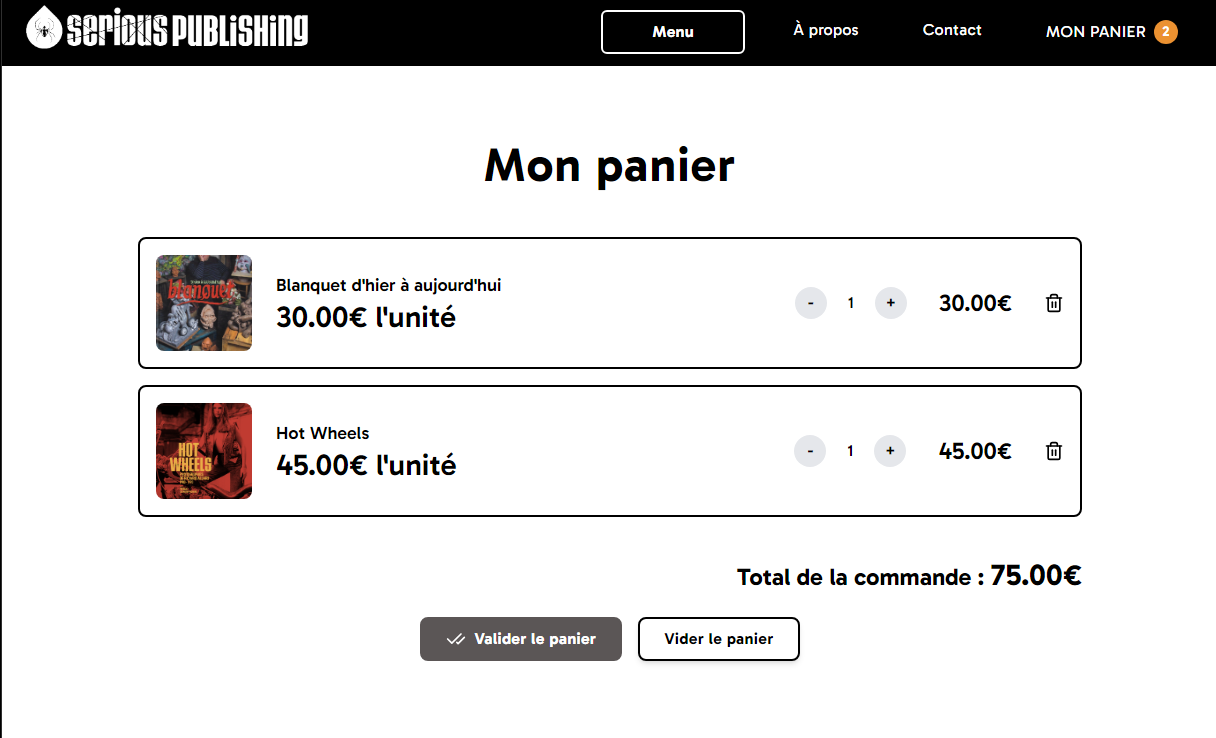 SERIOUS PUBLISHING
Menu
À propos
Contact
MON PANIER 2
Mon panier
blanquet
Blanquet d'hier à aujourd'hui
30.00€ l'unité
- 1 +
30.00€
HOT
WHEELS
Hot Wheels
45.00€ l'unité
- 1 +
45.00€
Total de la commande : 75.00€
Valider le panier
Vider le panier